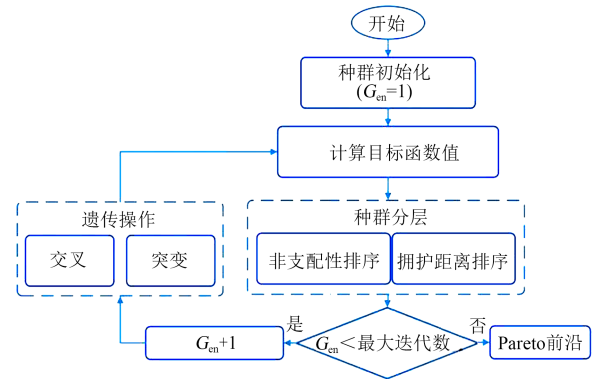 开始
种群初始化
(Gen=1)
计算目标函数值
遗传操作
交叉
突变
种群分层
非支配性排序
拥护距离排序
Gen<最大迭代数
是
否
Gen+1
Pareto前沿